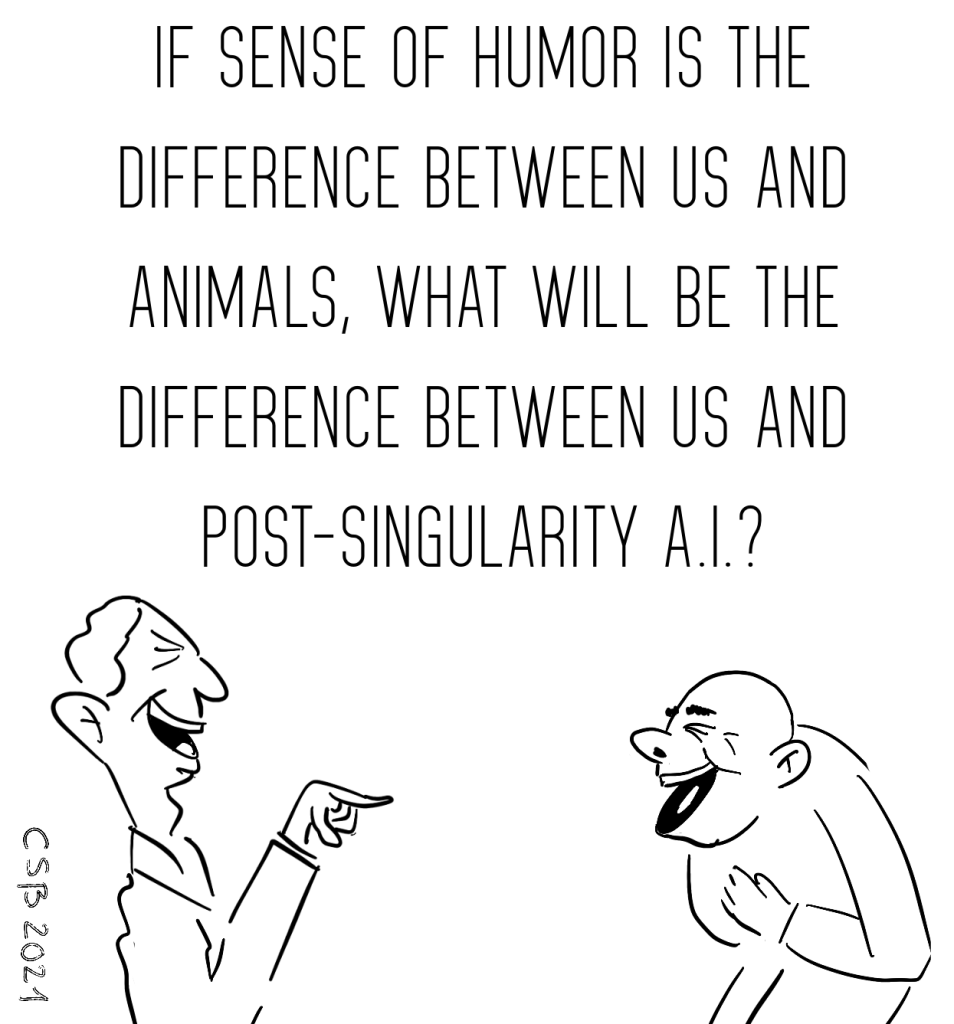 IF SENSE OF HUMOR IS THE
DIFFERENCE BETWEEN US AND
ANIMALS, WHAT WILL BE THE
DIFFERENCE BETWEEN US AND
POST-SINGULARITY A.I.?
CSB 2021